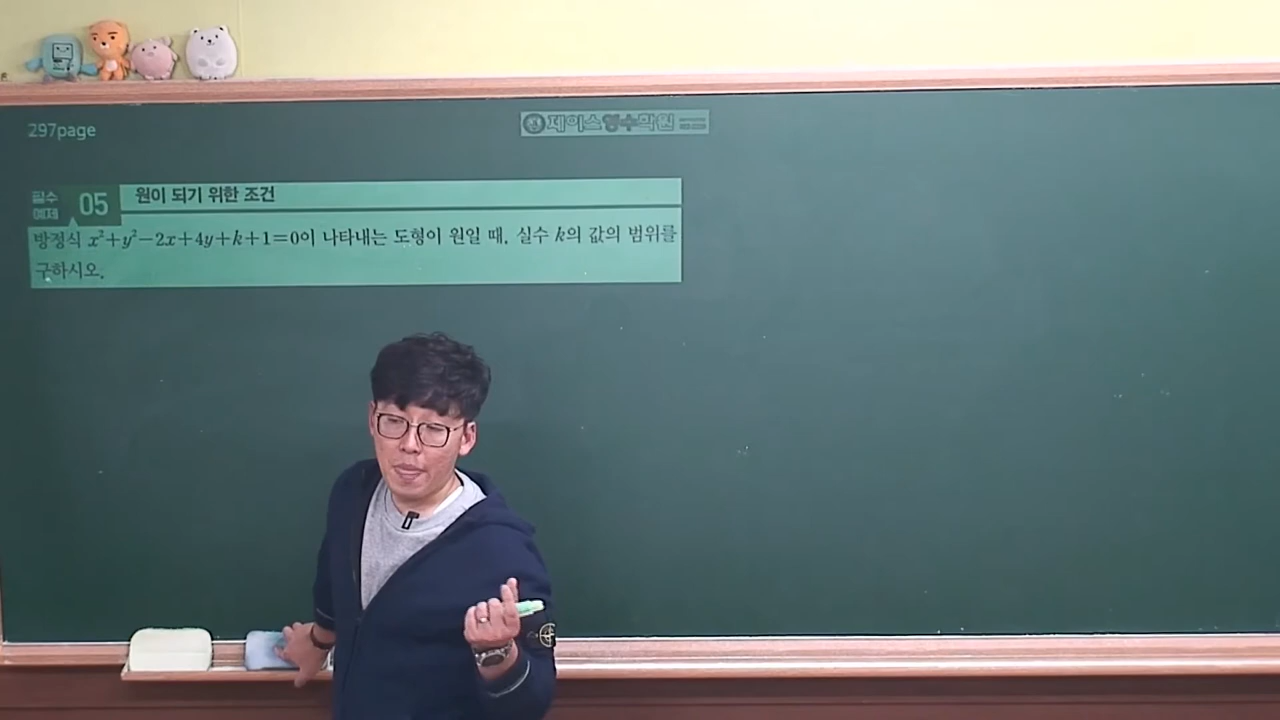 297page
제이스영수학원
필수 예제 05 원이 되기 위한 조건
방정식 x²+y²-2x+4y+k+1=0이 나타내는 도형이 원일 때, 실수 k의 값의 범위를
구하시오.